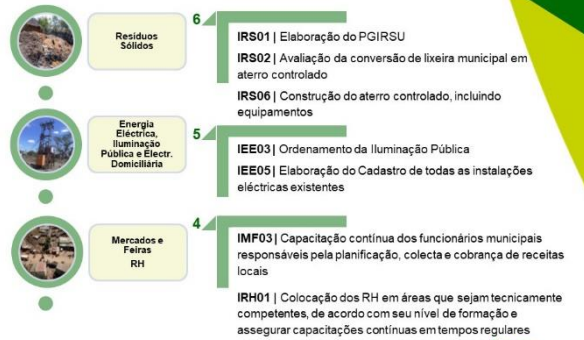 Resíduos
Sólidos
6
IRS01 | Elaboração do PGIRSU
IRS02 | Avaliação da conversão de lixeira municipal em
aterro controlado
IRS06 | Construção do aterro controlado, incluindo
equipamentos
Energia
Eléctrica,
Iluminação
Pública e Electr.
Domiciliária
5
IEE03 | Ordenamento da Iluminação Pública
IEE05 | Elaboração do Cadastro de todas as instalações
eléctricas existentes
Mercados e
Feiras
RH
4
IMF03 | Capacitação contínua dos funcionários municipais
responsáveis pela planificação, colecta e cobrança de receitas
locais
IRH01 | Colocação dos RH em áreas que sejam tecnicamente
competentes, de acordo com seu nível de formação e
assegurar capacitações contínuas em tempos regulares